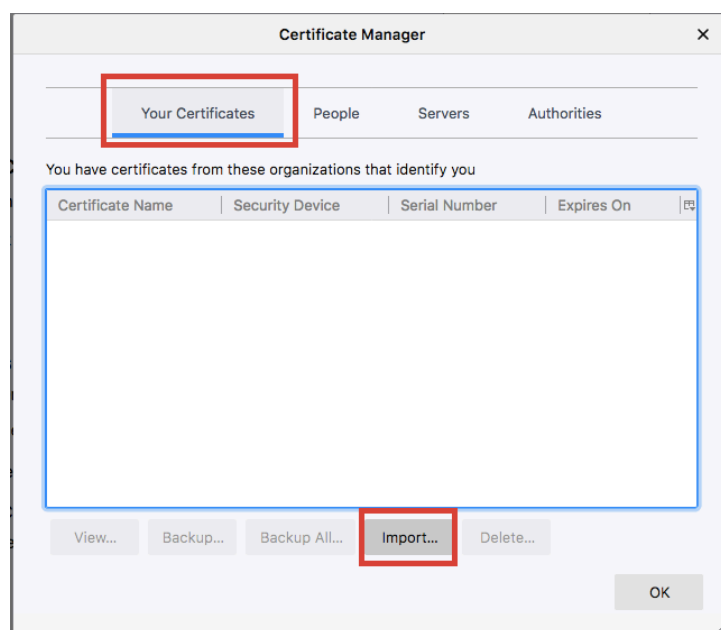 Certificate Manager
Your Certificates People Servers Authorities
You have certificates from these organizations that identify you
Certificate Name Security Device Serial Number Expires On
View... Backup... Backup All... Import... Delete...
OK